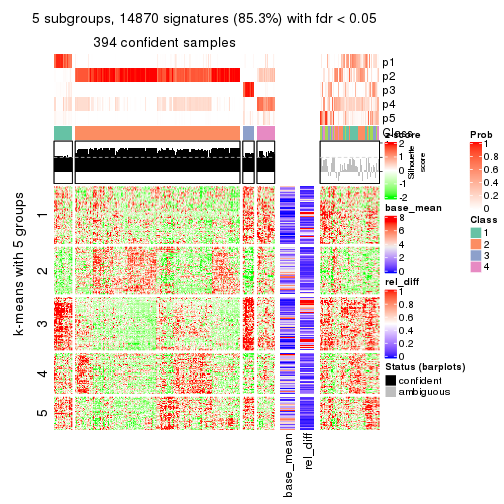 5 subgroups, 14870 signatures (85.3%) with fdr < 0.05
394 confident samples
p1
p2
p3
p4
p5
Class
z-score
2
1
0
-1
-2
Silhouette
score
Prob
1
0.8
0.6
0.4
0.2
0
base_mean
8
6
4
2
0
Class
1
2
3
4
rel_diff
1
0.8
0.6
0.4
0.2
0
Status (barplots)
confident
ambiguous
k-means with 5 groups
1
2
3
4
5
base_mean
rel_diff